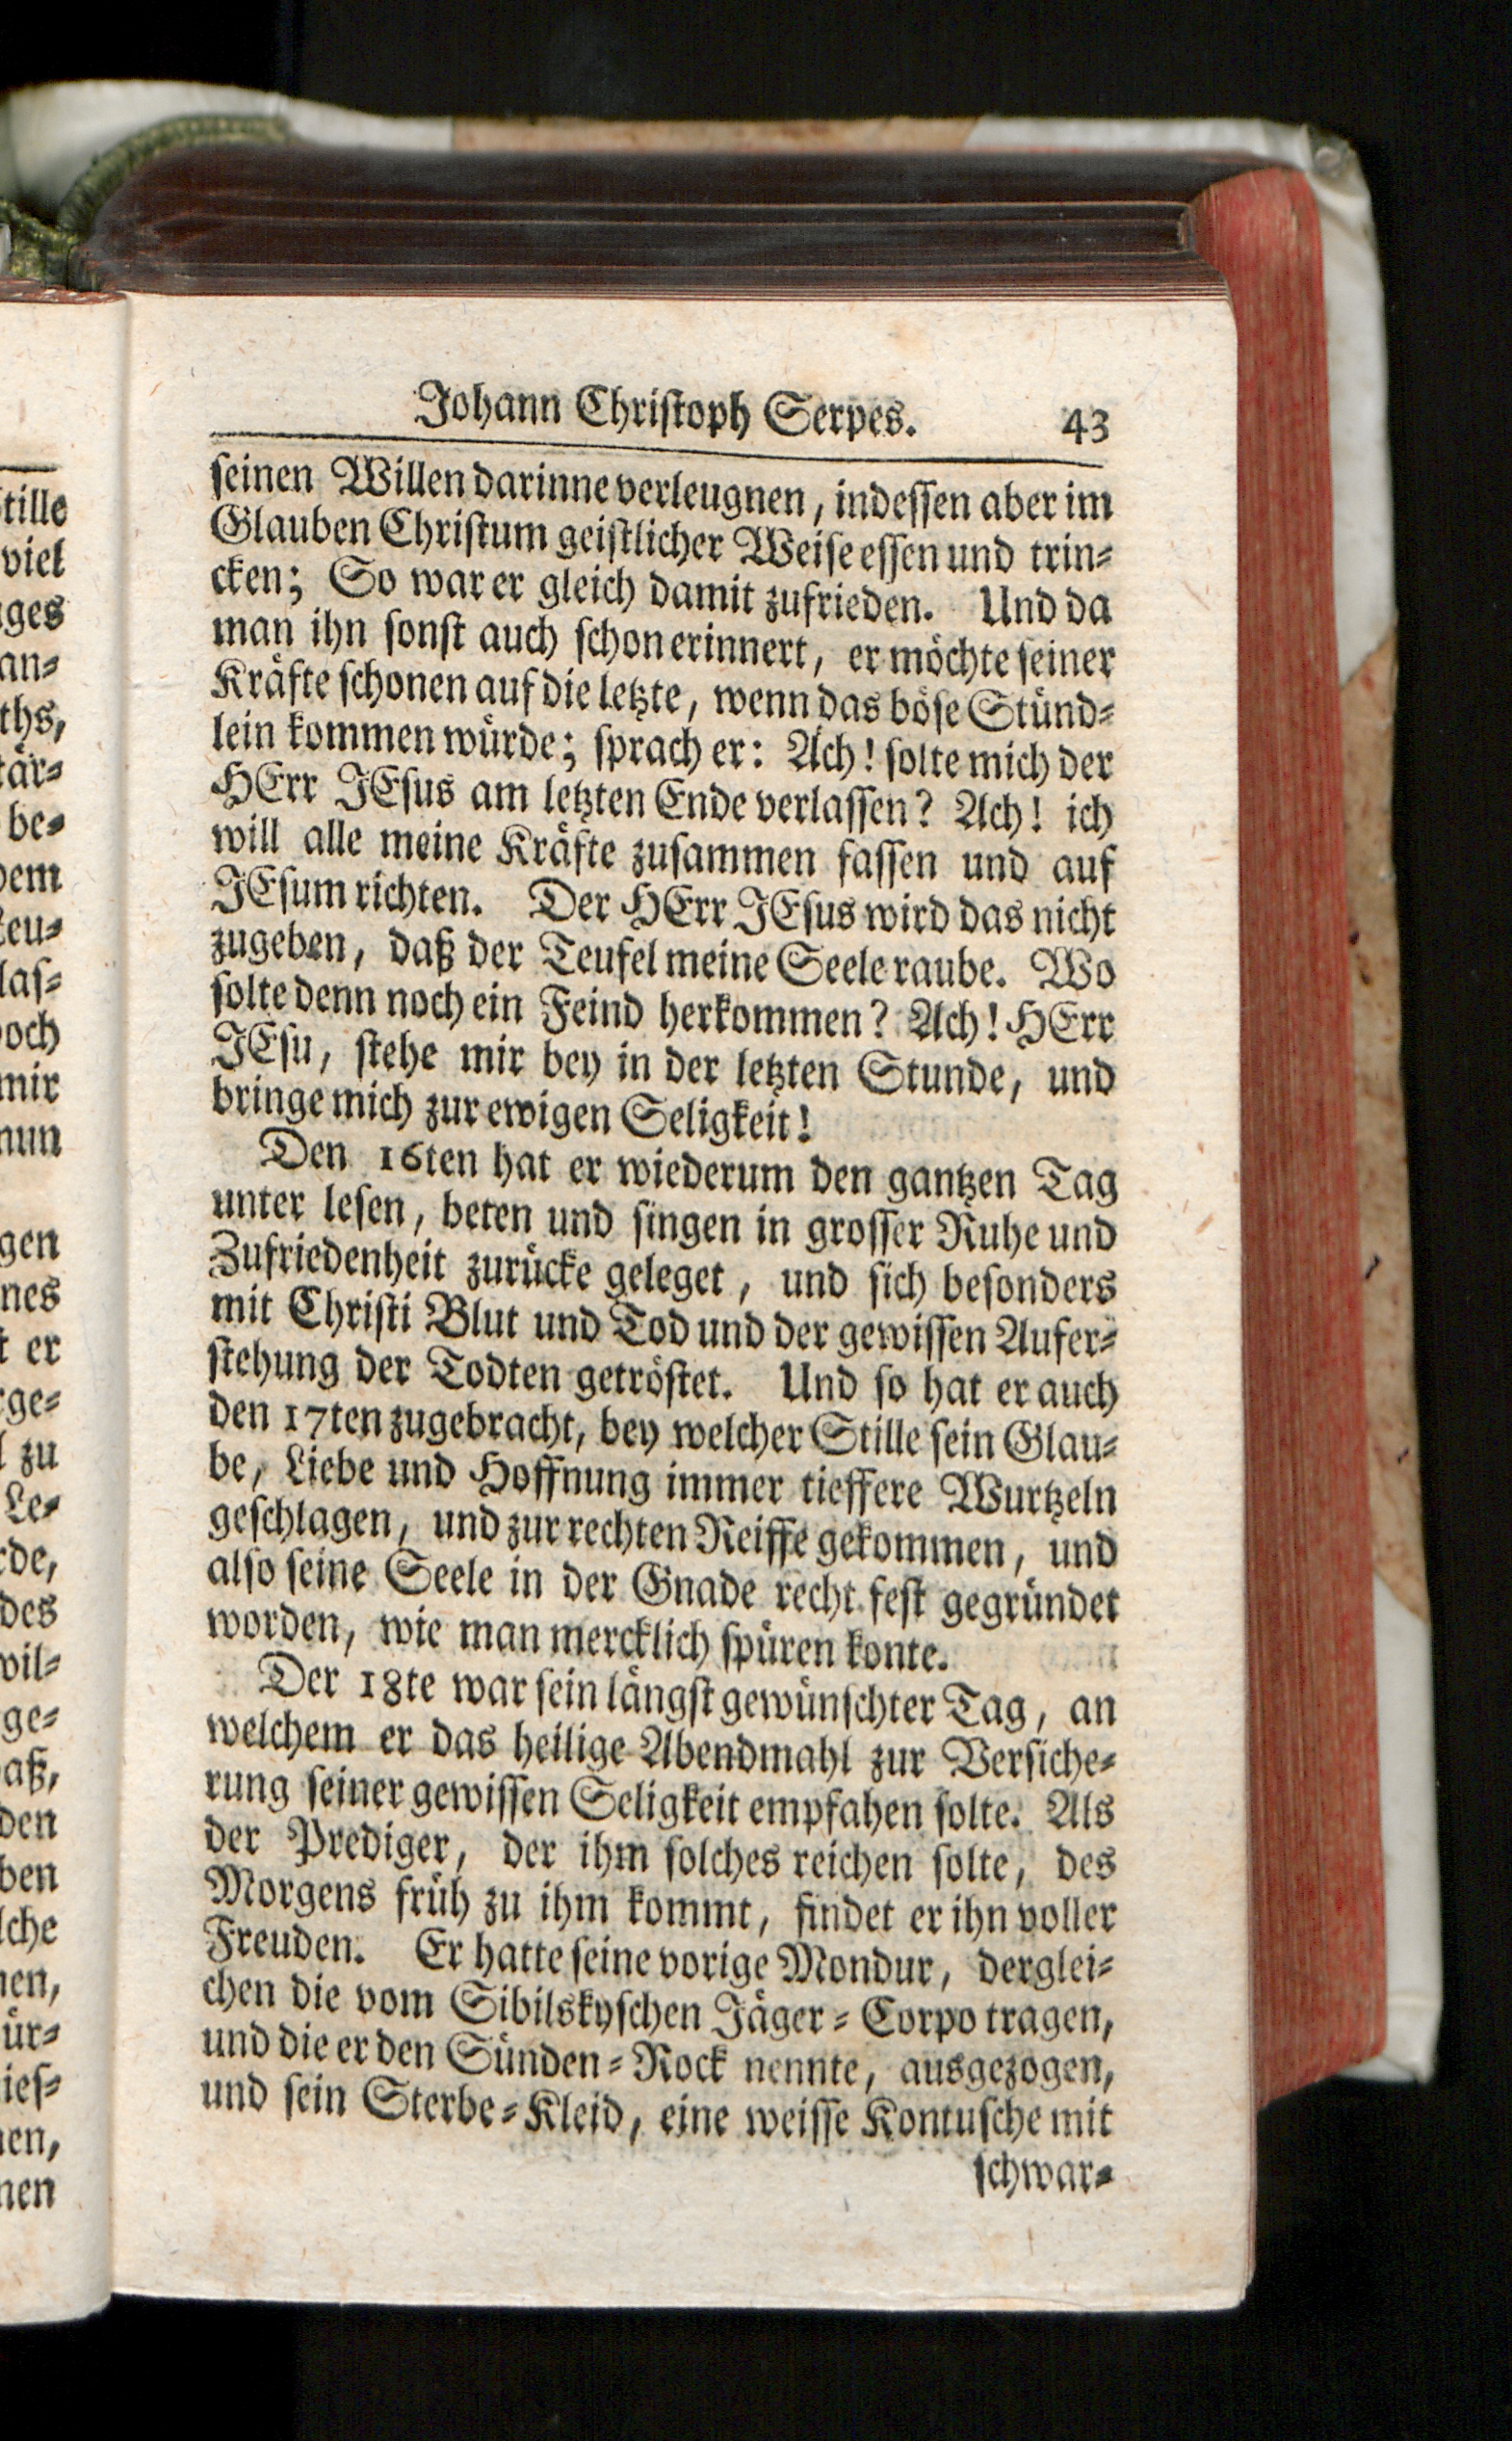 Johann Christoph Serpes. 43
seinen Willen darinne verleugnen, indessen aber im
Glauben Christum geistlicher Weise essen und trin-
cken; So war er gleich damit zufrieden. Und da
man ihn sonst auch schon erinnert, er möchte seiner
Kräfte schonen auf die letzte, wenn das böse Stünd-
lein kommen würde; sprach er: Ach! solte mich der
HErr JEsus am letzten Ende verlassen? Ach! ich
will alle meine Kräfte zusammen fassen und auf
JEsum richten. Der HErr JEsus wird das nicht
zugeben, daß der Teufel meine Seele raube. Wo
solte denn noch ein Feind herkommen? Ach! HErr
JEsu, stehe mir bey in der letzten Stunde, und
bringe mich zur ewigen Seligkeit!
Den 16ten hat er wiederum den gantzen Tag
unter lesen, beten und singen in grosser Ruhe und
Zufriedenheit zurücke geleget, und sich besonders
mit Christi Blut und Tod und der gewissen Aufer-
stehung der Todten getröstet. Und so hat er auch
den 17ten zugebracht, bey welcher Stille sein Glau-
be, Liebe und Hoffnung immer tieffere Wurtzeln
geschlagen, und zur rechten Reiffe gekommen, und
also seine Seele in der Gnade recht fest gegründet
worden, wie man mercklich spüren konte.
Der 18te war sein längst gewünschter Tag, an
welchem er das heilige Abendmahl zur Versiche-
rung seiner gewissen Seligkeit empfahen solte. Als
der Prediger, der ihm solches reichen solte, des
Morgens früh zu ihm kommt, findet er ihn voller
Freuden. Er hatte seine vorige Mondur, derglei-
chen die vom Sibilskyschen Jäger-Corpo tragen,
und die er den Sünden-Rock nennte, ausgezogen,
und sein Sterbe-Kleid, eine weisse Kontusche mit
schwar-